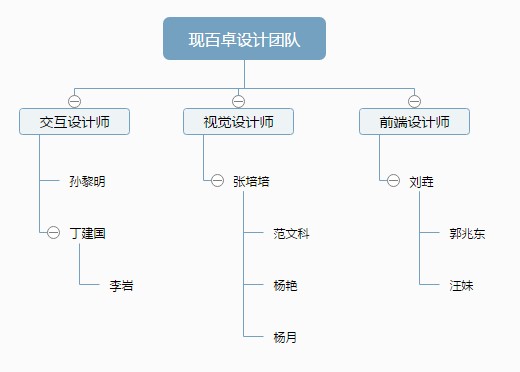 现百卓设计团队
交互设计师
视觉设计师
前端设计师
孙黎明
张培培
刘垚
丁建国
范文科
郭兆东
李岩
杨艳
汪妹
杨月